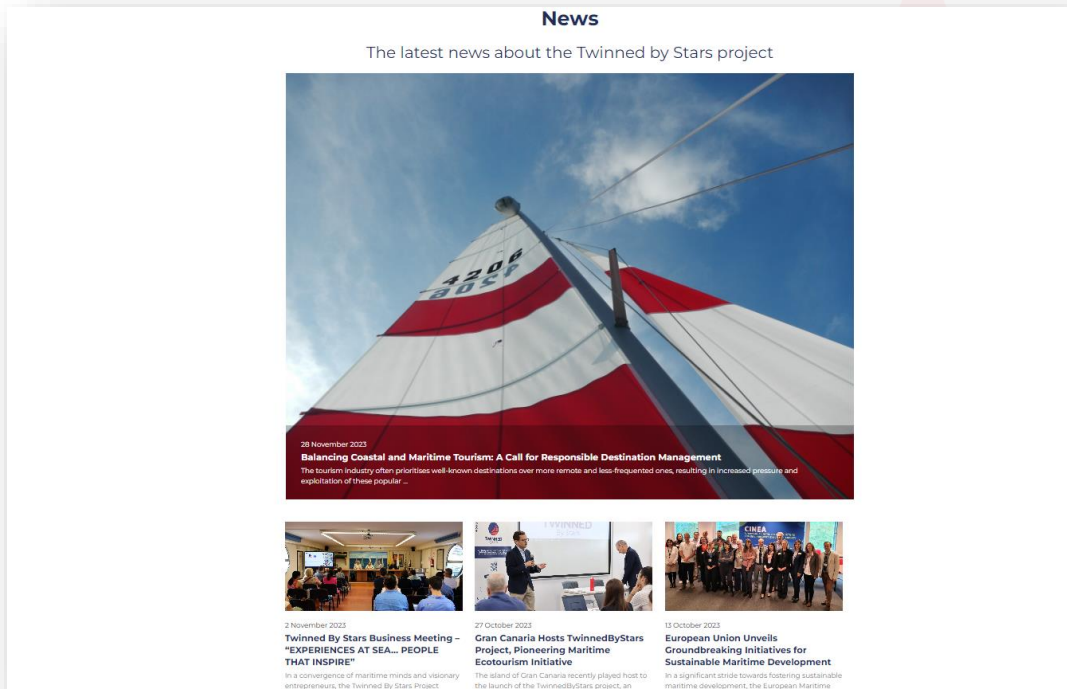 News
The latest news about the Twinned by Stars project
4206
28 November 2023
Balancing Coastal and Maritime Tourism: A Call for Responsible Destination Management
The tourism industry often prioritises well-known destinations over more remote and less-frequented ones, resulting in increased pressure and
exploitation of these popular ...
TWINNED
CINEA
2 November 2023
Twinned By Stars Business Meeting –
“EXPERIENCES AT SEA... PEOPLE
THAT INSPIRE”
In a convergence of maritime minds and visionary
entrepreneurs, the Twinned By Stars Project
27 October 2023
Gran Canaria Hosts TwinnedByStars
Project, Pioneering Maritime
Ecotourism Initiative
The island of Gran Canaria recently played host to
the launch of the TwinnedByStars project, an
13 October 2023
European Union Unveils
Groundbreaking Initiatives for
Sustainable Maritime Development
In a significant stride towards fostering sustainable
maritime development, the European Maritime